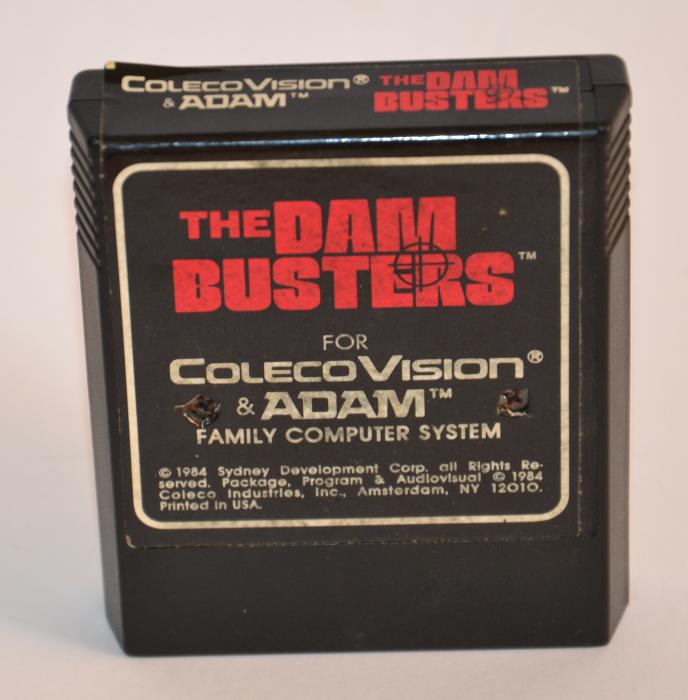 ColecoVision® THE DAM
& ADAM™ BUSTERS™
THE DAM
BUSTERS™
FOR
ColecoVision®
& ADAM™
FAMILY COMPUTER SYSTEM
© 1984 Sydney Development Corp. all Rights Re-
served. Package, Program & Audiovisual © 1984
Coleco Industries, Inc., Amsterdam, NY 12010.
Printed in USA.